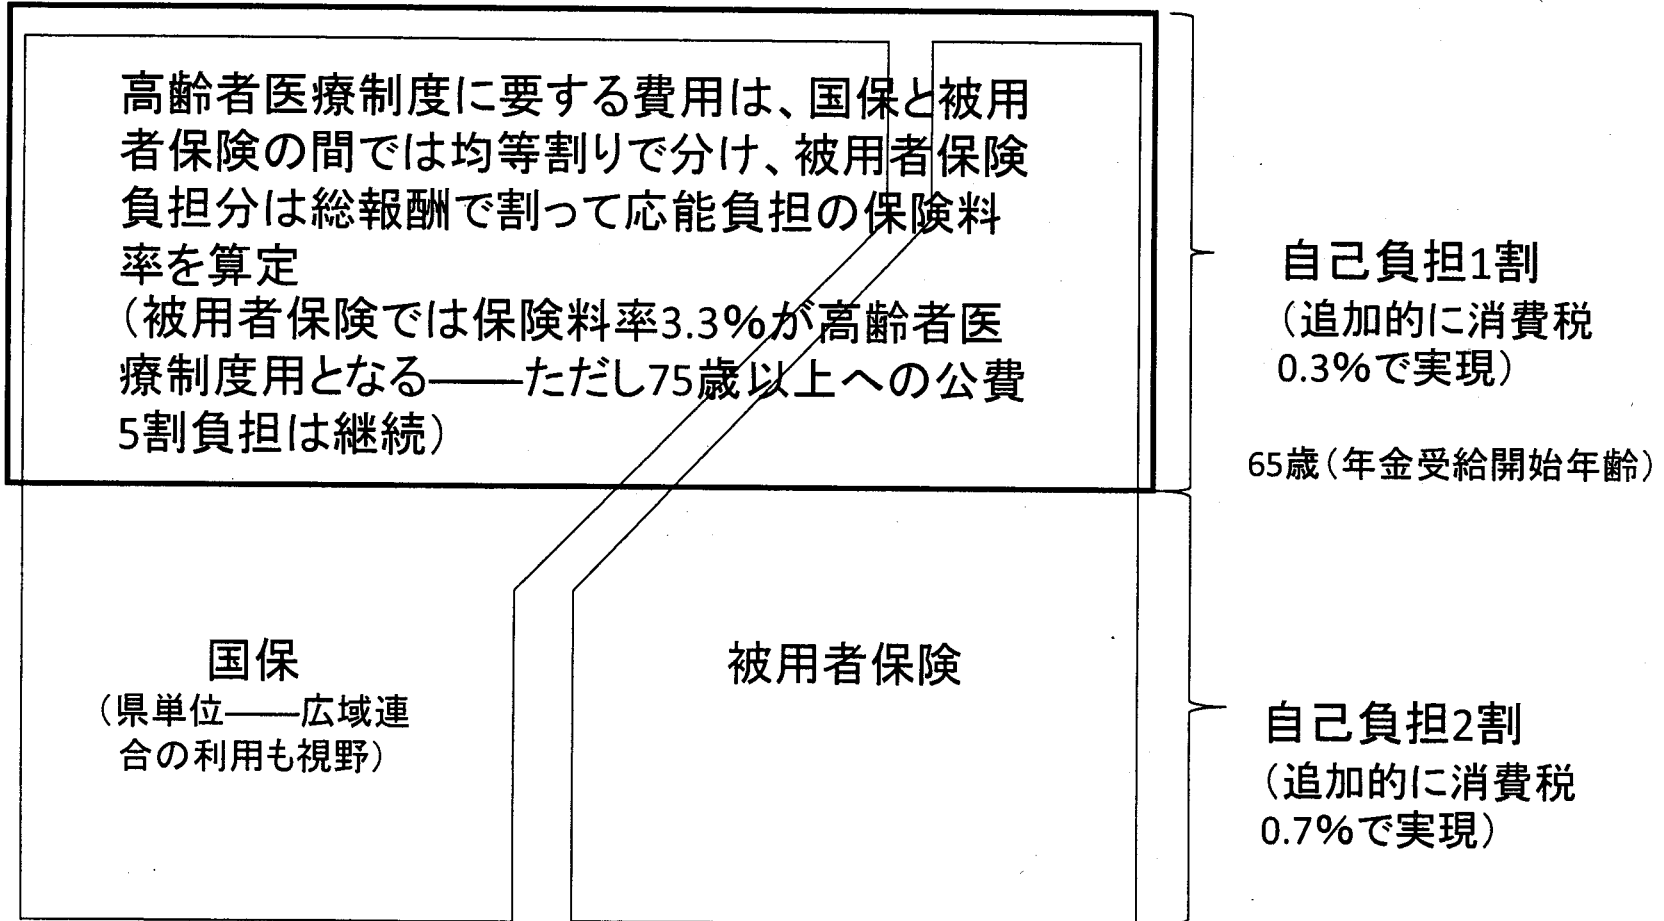 高齢者医療制度に要する費用は、国保と被用
者保険の間では均等割りで分け、被用者保険
負担分は総報酬で割って応能負担の保険料
率を算定
（被用者保険では保険料率3.3%が高齢者医
療制度用となる――ただし75歳以上への公費
5割負担は継続）
自己負担1割
（追加的に消費税
0.3%で実現）
65歳（年金受給開始年齢）
国保
（県単位――広域連
合の利用も視野）
被用者保険
自己負担2割
（追加的に消費税
0.7%で実現）